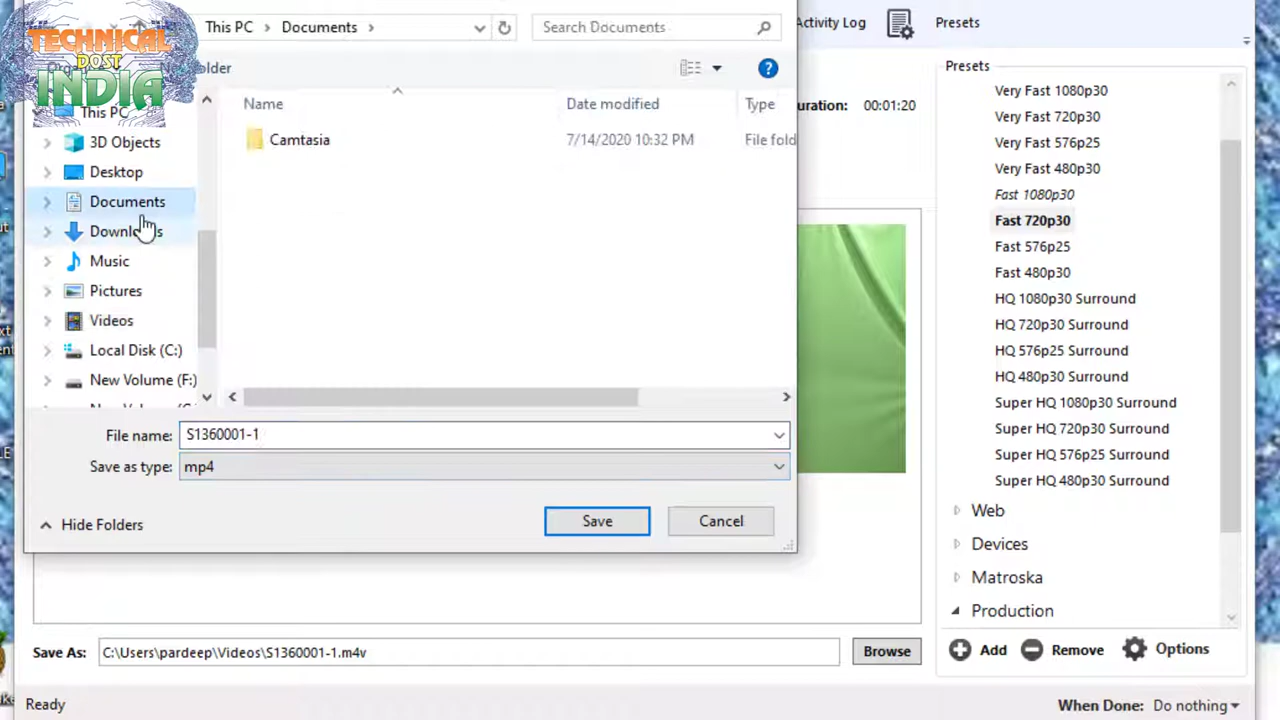 TECHNICAL
POST
INDIA
This PC > Documents >
Search Documents
Activity Log
Presets
older
Name
Date modified
Type
Camtasia
7/14/2020 10:32 PM
File fold
This PC
3D Objects
Desktop
Documents
Downloads
Music
Pictures
Videos
Local Disk (C:)
New Volume (F:)
File name: S1360001-1
Save as type: mp4
Hide Folders
Save
Cancel
uration: 00:01:20
Presets
Very Fast 1080p30
Very Fast 720p30
Very Fast 576p25
Very Fast 480p30
Fast 1080p30
Fast 720p30
Fast 576p25
Fast 480p30
HQ 1080p30 Surround
HQ 720p30 Surround
HQ 576p25 Surround
HQ 480p30 Surround
Super HQ 1080p30 Surround
Super HQ 720p30 Surround
Super HQ 576p25 Surround
Super HQ 480p30 Surround
Web
Devices
Matroska
Production
Add
Remove
Options
Save As: C:\Users\pardeep\Videos\S1360001-1.m4v
Browse
Ready
When Done: Do nothing